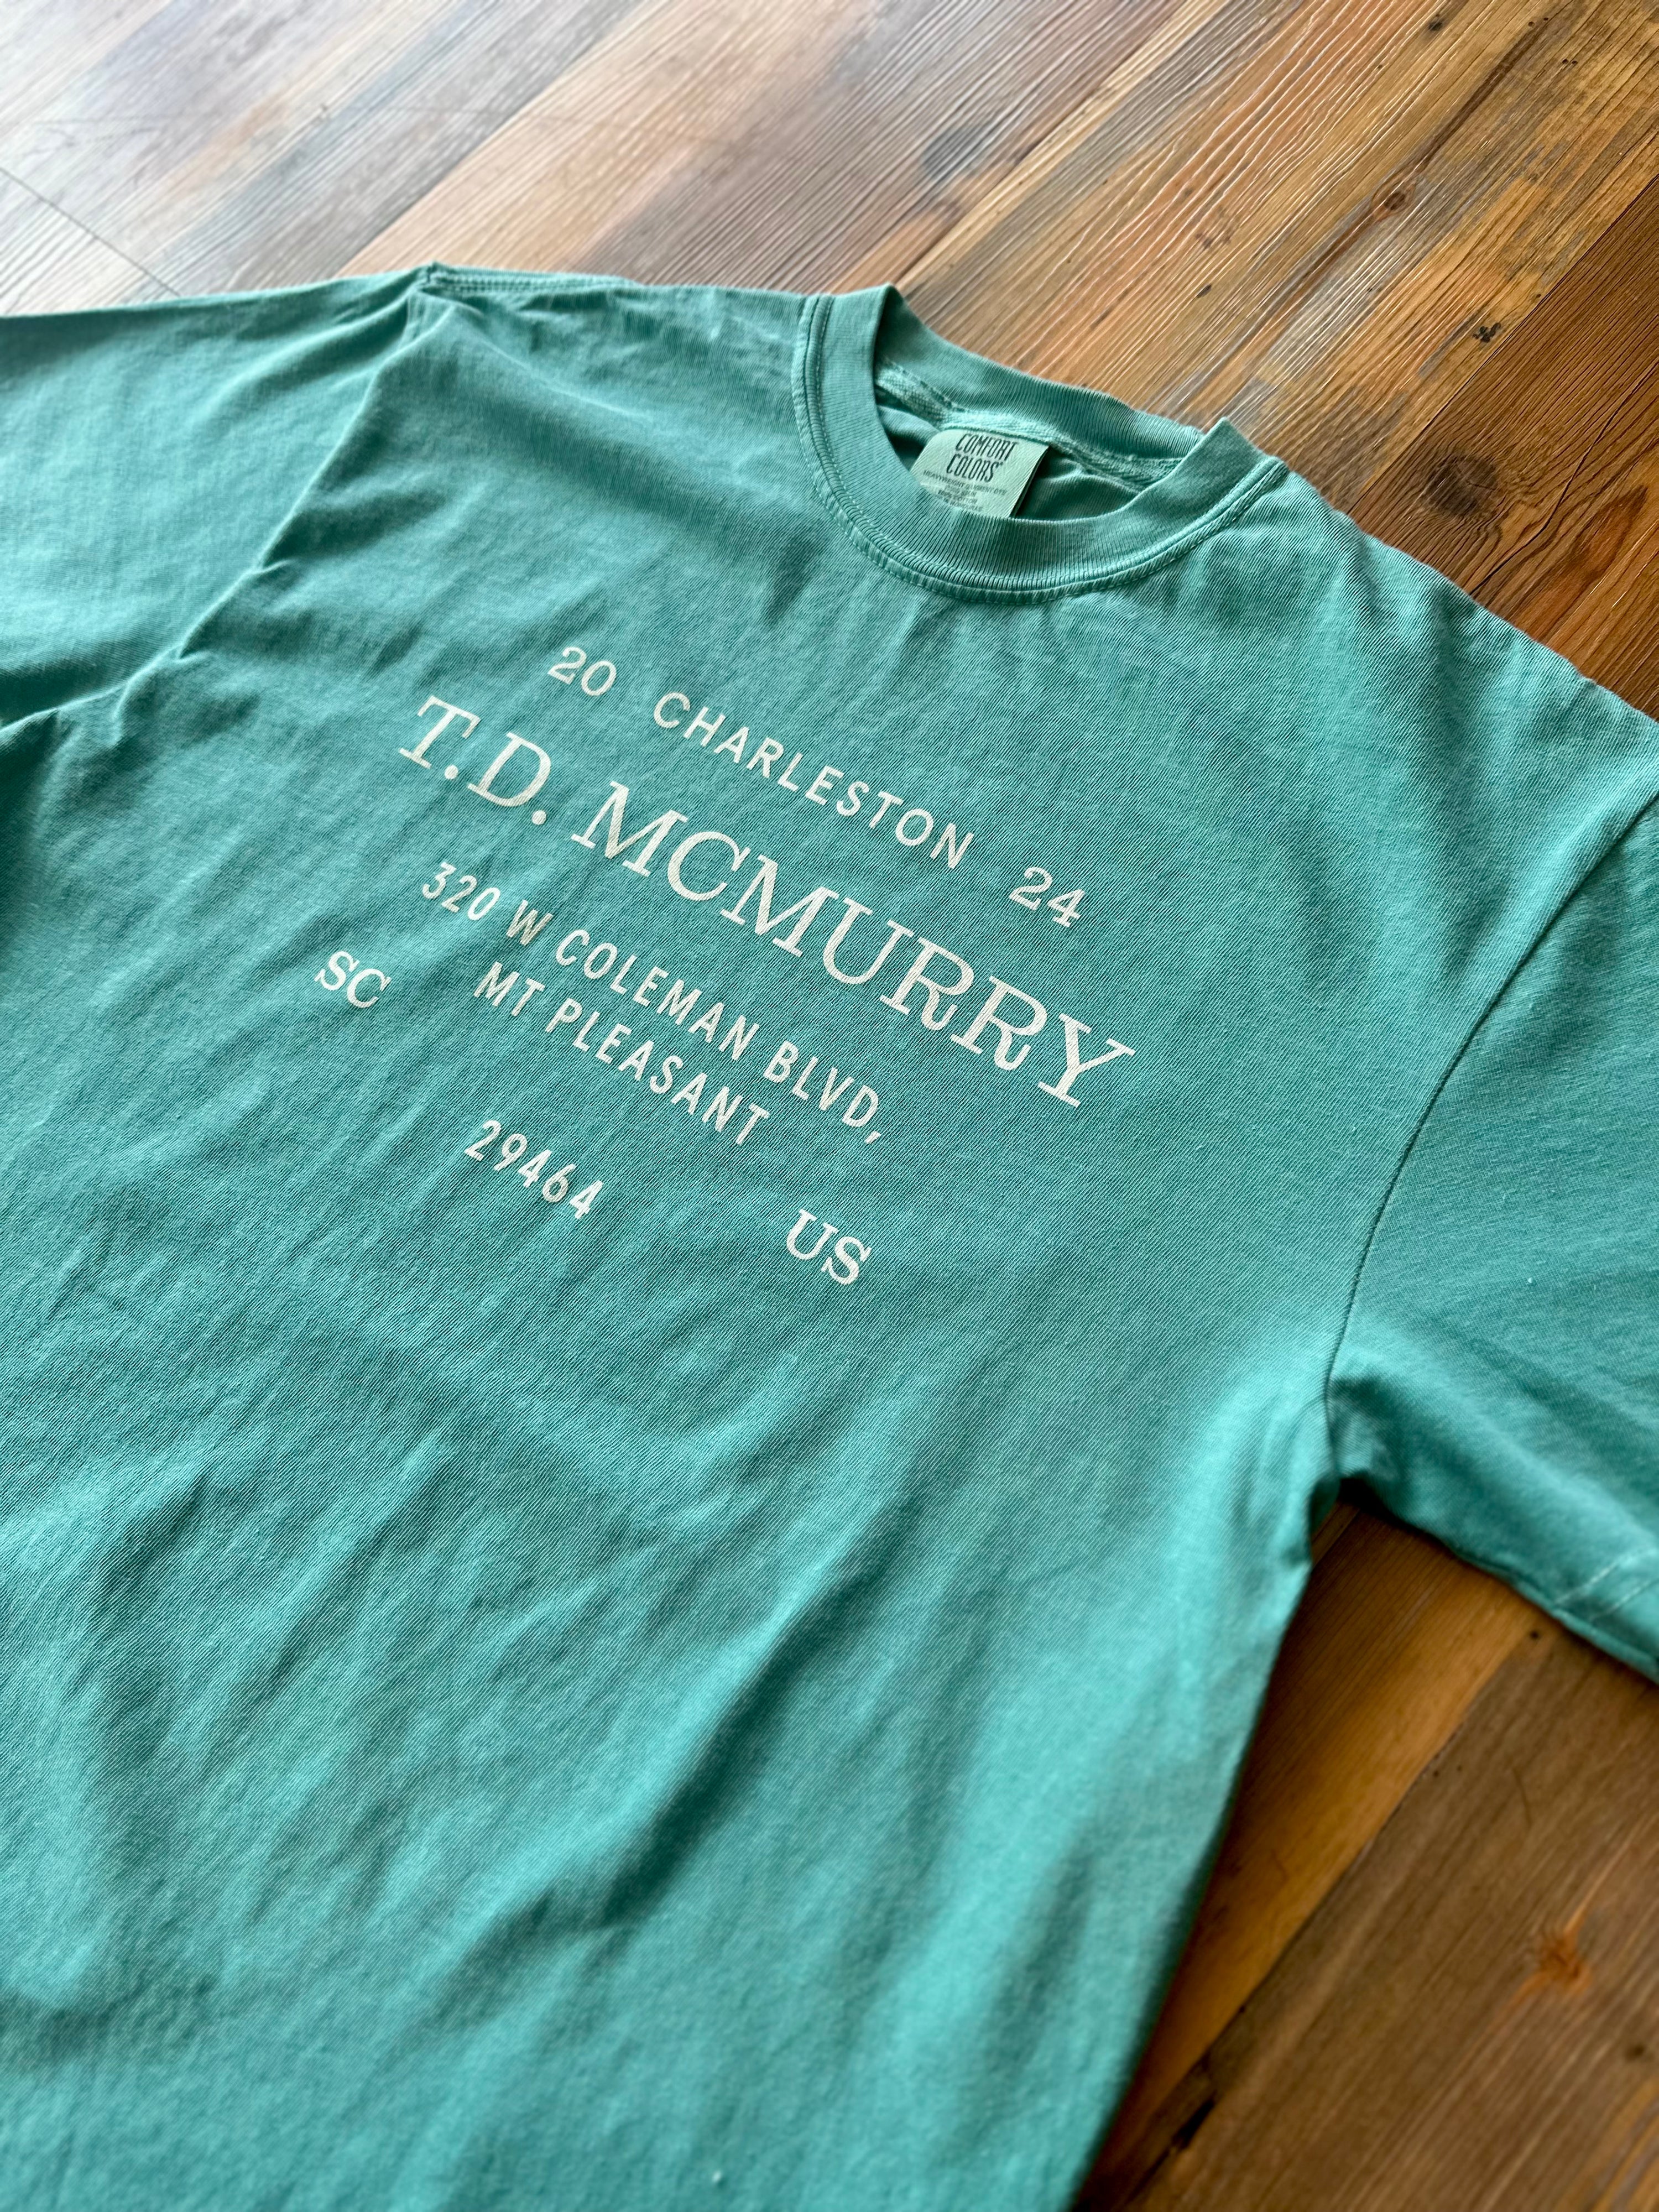 COMFORT
COLORS
20 CHARLESTON 24
T.D. MCMURRY
320 W COLEMAN BLVD,
SC MT PLEASANT
29464 US